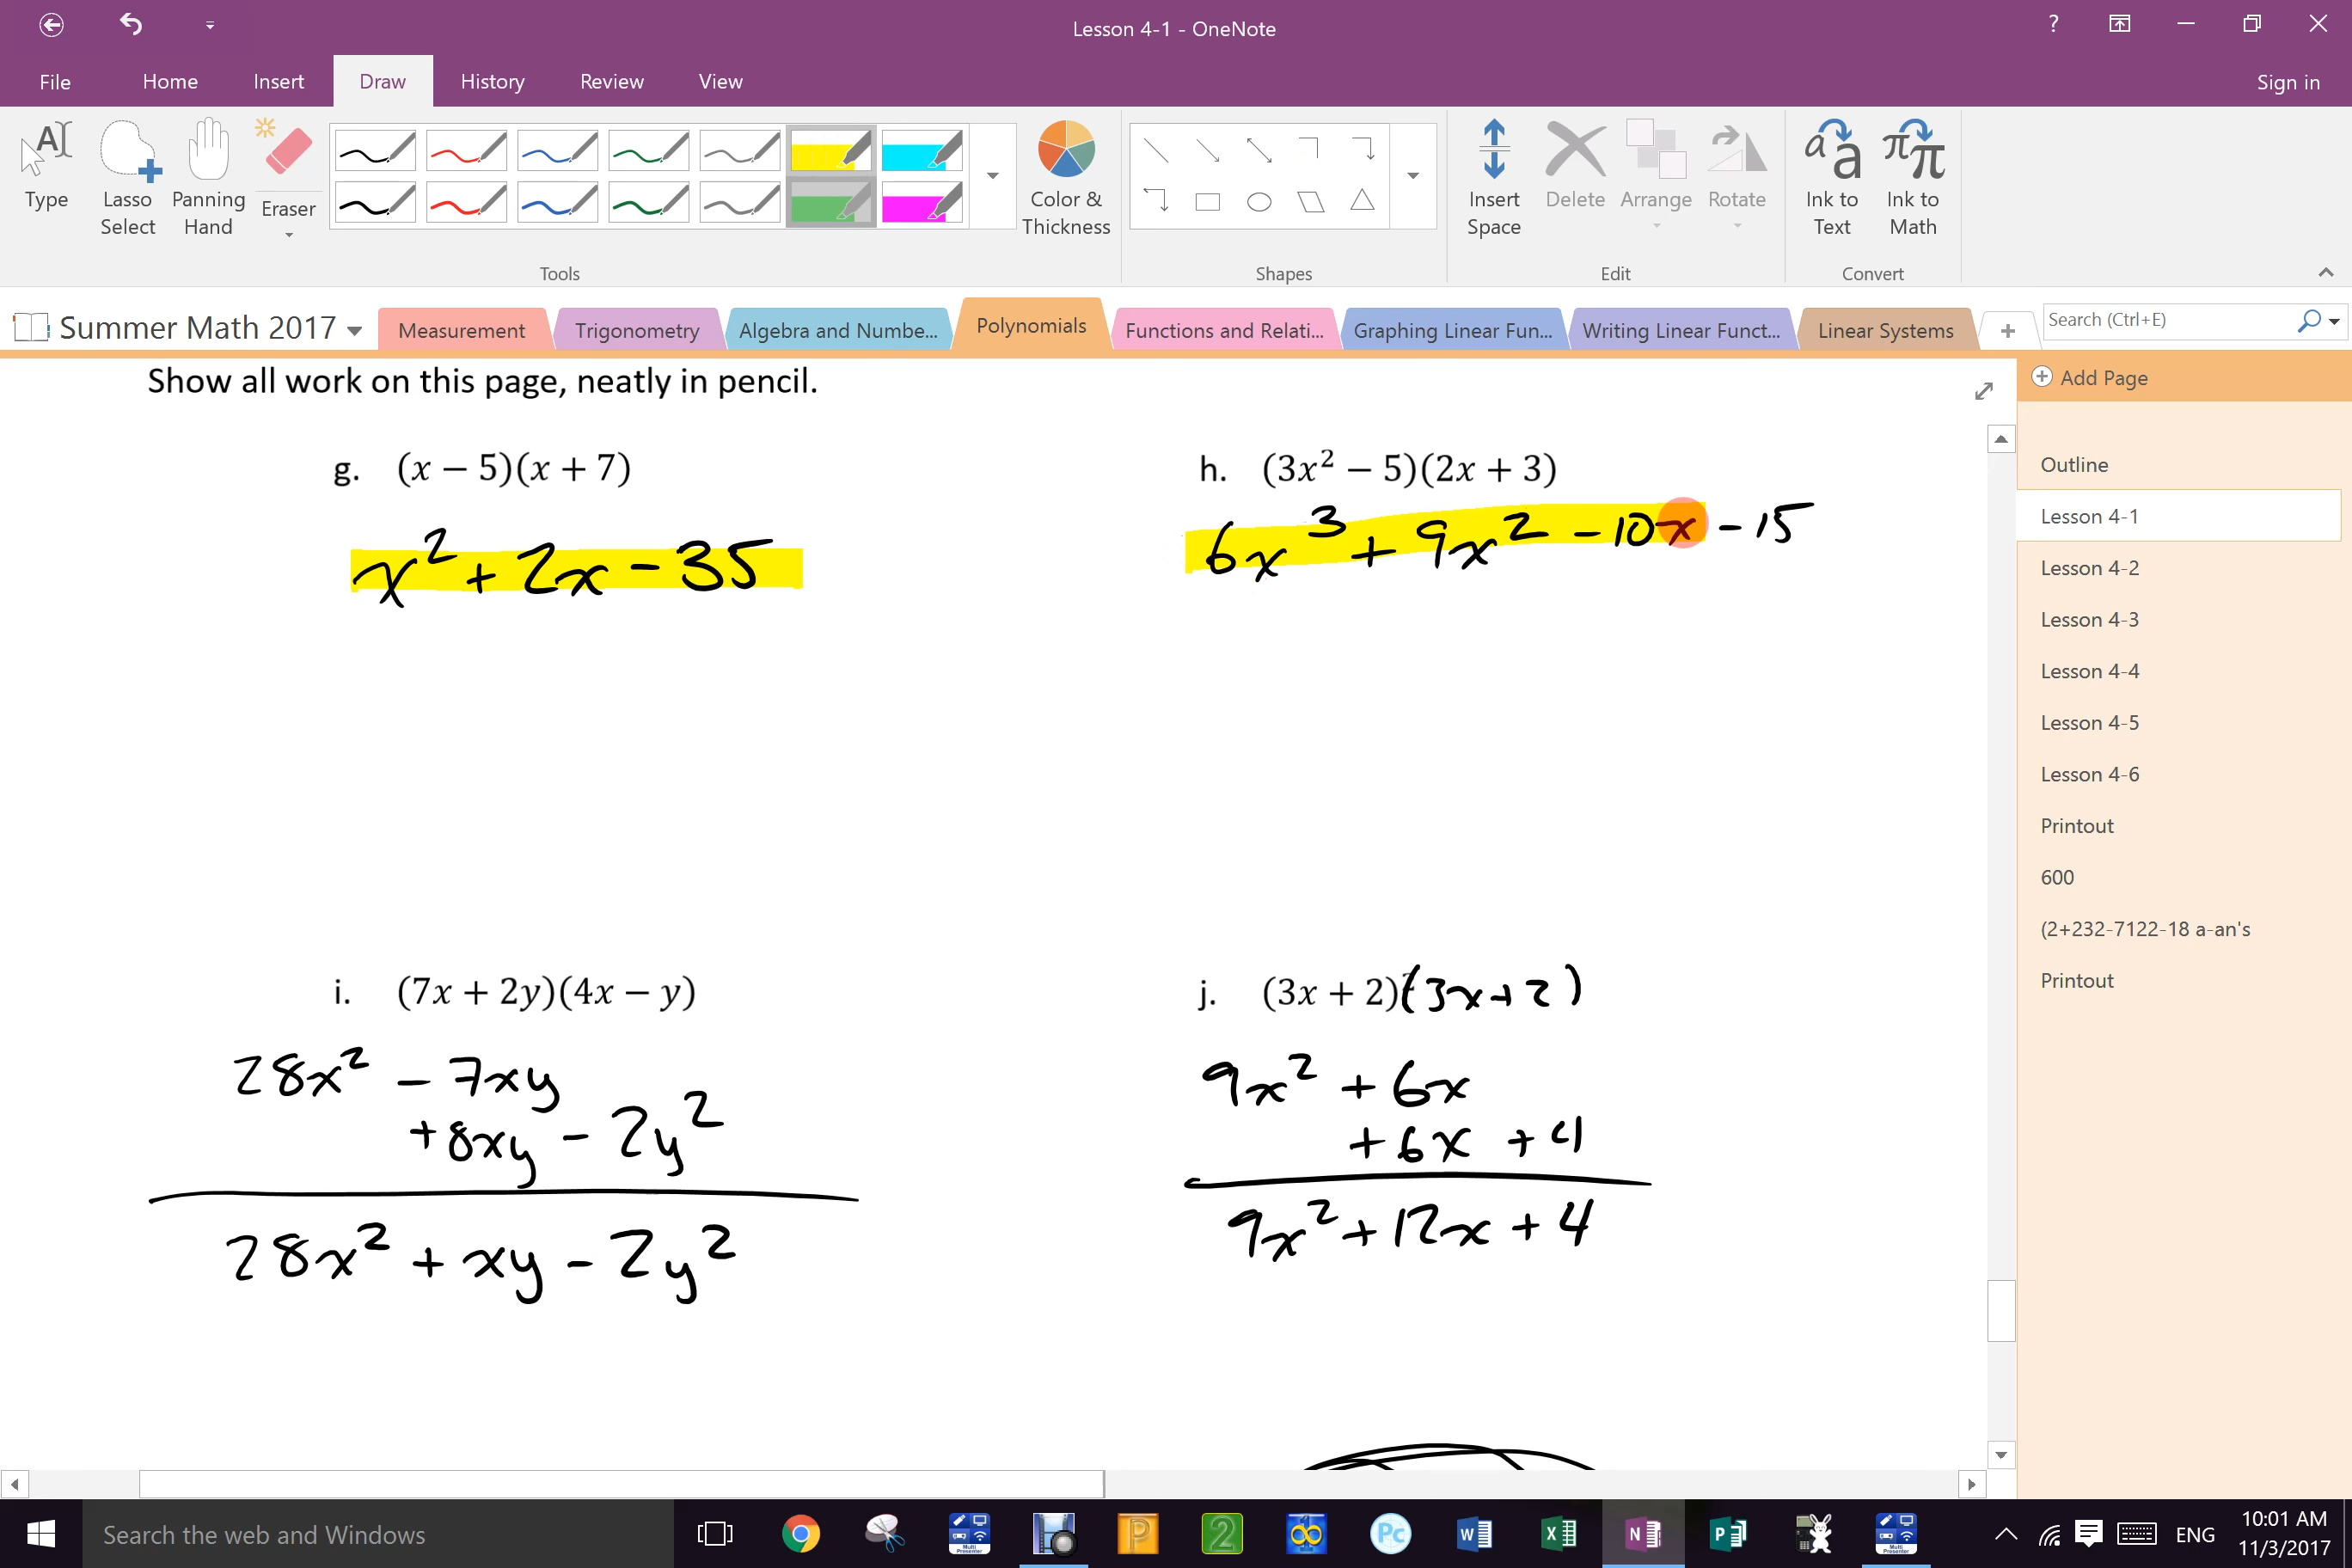 Lesson 4-1 - OneNote
?
File Home Insert Draw History Review View Sign in
Type
Lasso Select
Panning Hand
Eraser
Color & Thickness
Insert Space
Delete
Arrange
Rotate
Ink to Text
Ink to Math
Tools Shapes Edit Convert
Summer Math 2017 Measurement Trigonometry Algebra and Numbe... Polynomials Functions and Relati... Graphing Linear Fun... Writing Linear Funct... Linear Systems + Search (Ctrl+E)
Show all work on this page, neatly in pencil.
g. (x − 5)(x + 7)
x² + 2x - 35
h. (3x² − 5)(2x + 3)
6x³ + 9x² - 10x - 15
i. (7x + 2y)(4x − y)
28x² - 7xy
+8xy - 2y²
28x² + xy - 2y²
j. (3x + 2)(3x+2)
9x² + 6x
+6x + 4
9x² + 12x + 4
Add Page
Outline
Lesson 4-1
Lesson 4-2
Lesson 4-3
Lesson 4-4
Lesson 4-5
Lesson 4-6
Printout
600
(2+232-7122-18 a-an's
Printout
Search the web and Windows
ENG
10:01 AM
11/3/2017